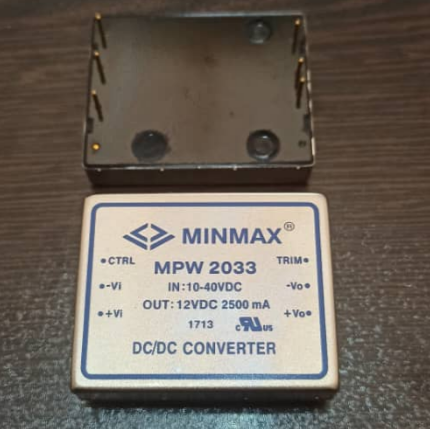 MINMAX®
•CTRL MPW 2033 TRIM•
•-Vi IN:10-40VDC -Vo•
•+Vi OUT:12VDC 2500 mA +Vo•
1713 c RU us
DC/DC CONVERTER